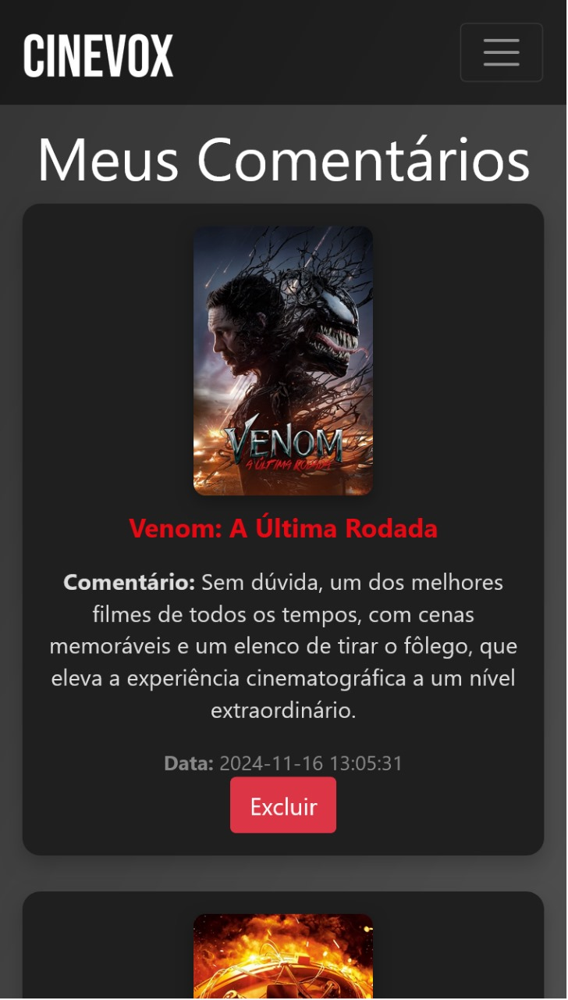 CINEVOX
Meus Comentários
VENOM
A ÚLTIMA RODADA
Venom: A Última Rodada
Comentário: Sem dúvida, um dos melhores
filmes de todos os tempos, com cenas
memoráveis e um elenco de tirar o fôlego, que
eleva a experiência cinematográfica a um nível
extraordinário.
Data: 2024-11-16 13:05:31
Excluir